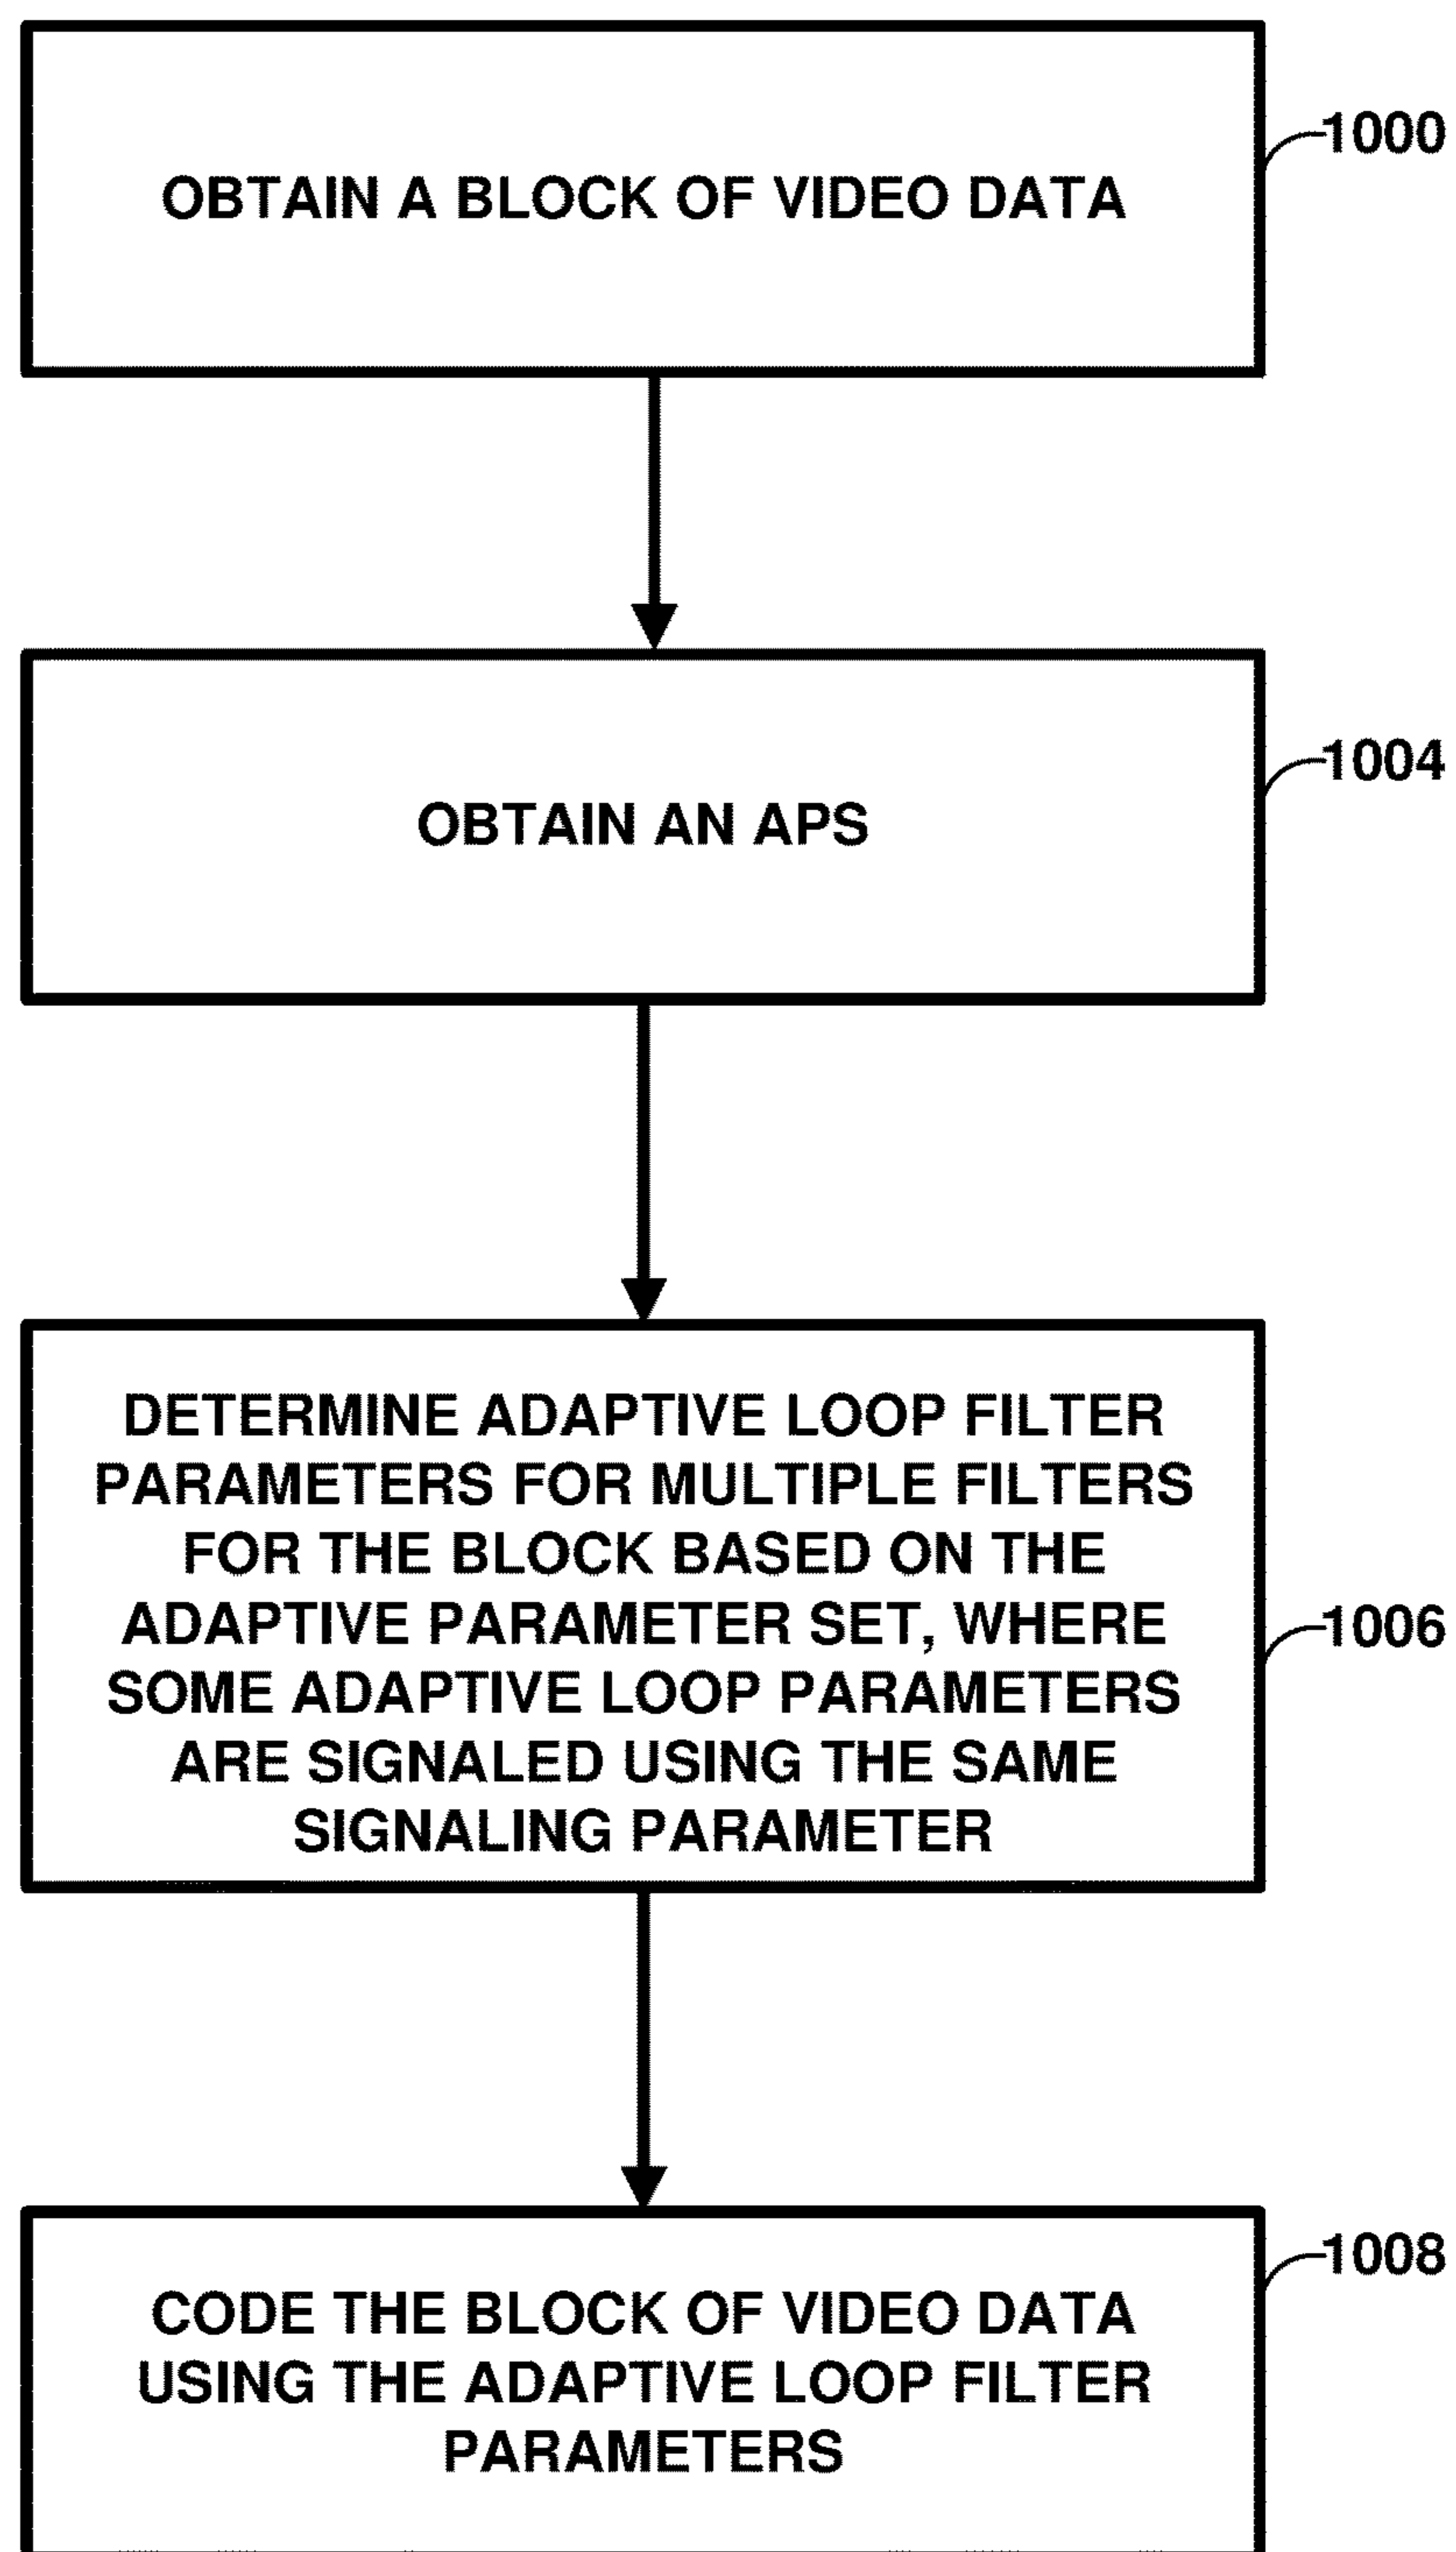 OBTAIN A BLOCK OF VIDEO DATA
1000
OBTAIN AN APS
1004
DETERMINE ADAPTIVE LOOP FILTER
PARAMETERS FOR MULTIPLE FILTERS
FOR THE BLOCK BASED ON THE
ADAPTIVE PARAMETER SET, WHERE
SOME ADAPTIVE LOOP PARAMETERS
ARE SIGNALED USING THE SAME
SIGNALING PARAMETER
1006
CODE THE BLOCK OF VIDEO DATA
USING THE ADAPTIVE LOOP FILTER
PARAMETERS
1008